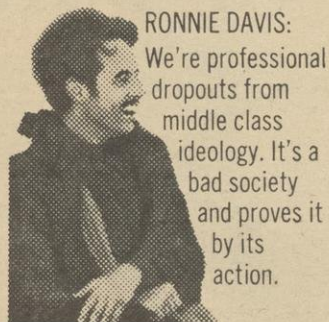 RONNIE DAVIS:
We're professional
dropouts from
middle class
ideology. It's a
bad society
and proves it
by its
action.